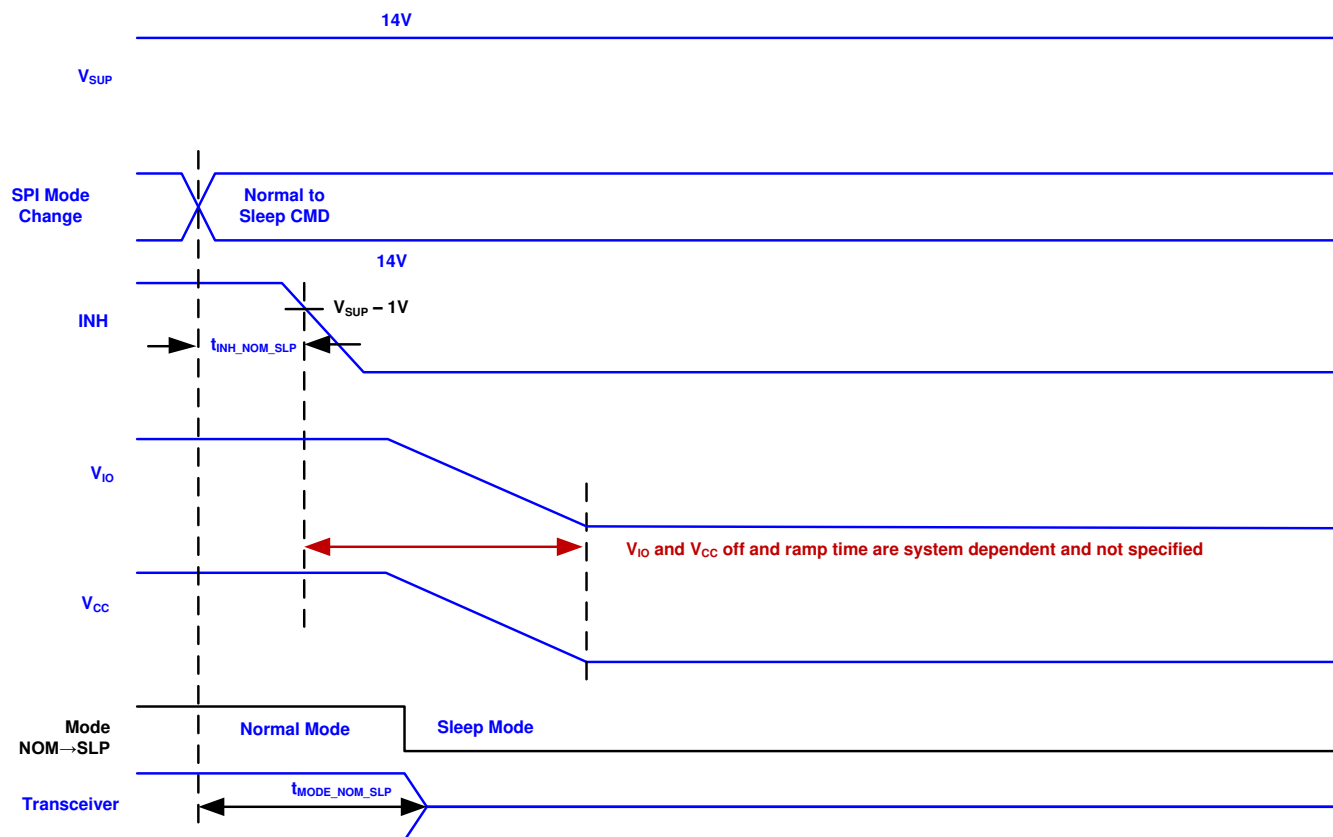 14V
VSUP
SPI Mode
Change
Normal to
Sleep CMD
14V
VSUP – 1V
INH
tINH_NOM_SLP
VIO
VIO and VCC off and ramp time are system dependent and not specified
VCC
Mode
NOM→SLP
Normal Mode
Sleep Mode
tMODE_NOM_SLP
Transceiver